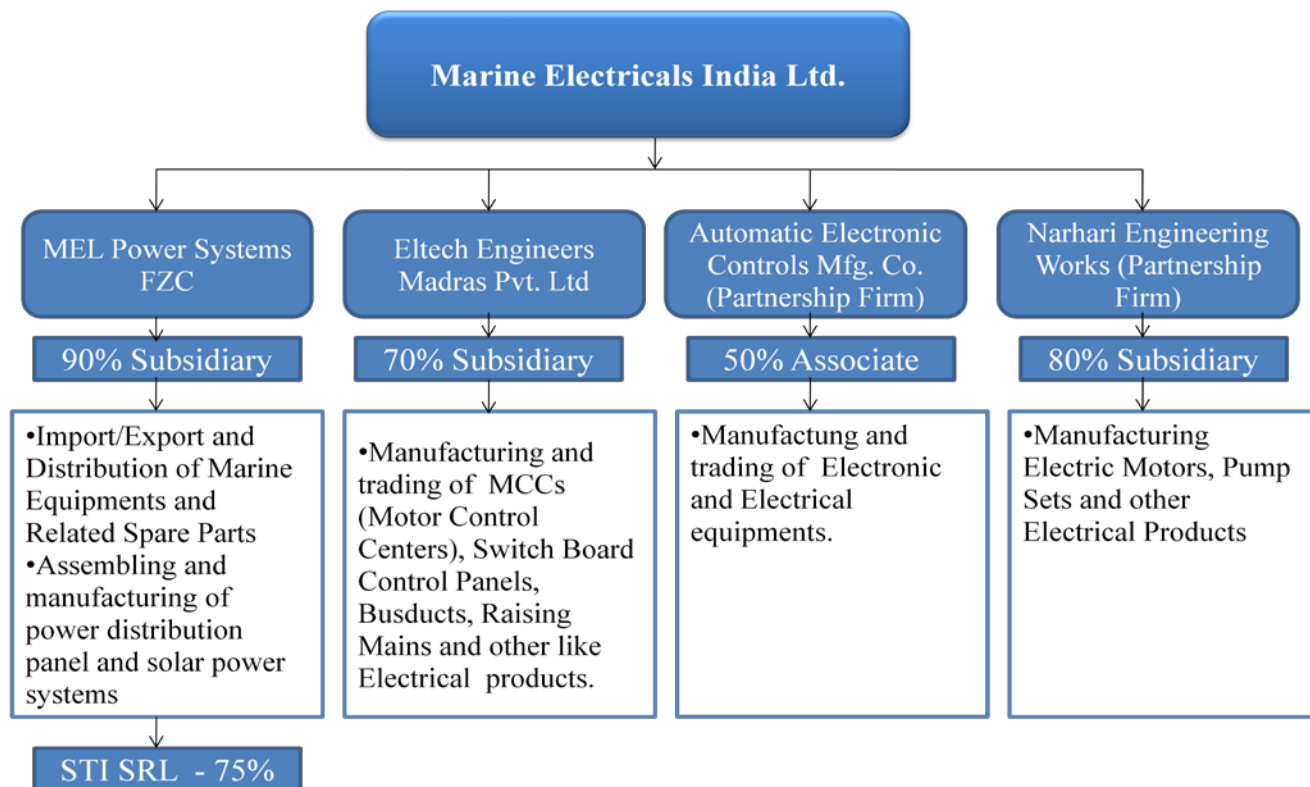 Marine Electricals India Ltd.
MEL Power Systems
FZC
90% Subsidiary
•Import/Export and
Distribution of Marine
Equipments and
Related Spare Parts
•Assembling and
manufacturing of
power distribution
panel and solar power
systems
STI SRL - 75%
Eltech Engineers
Madras Pvt. Ltd
70% Subsidiary
•Manufacturing and
trading of MCCs
(Motor Control
Centers), Switch Board
Control Panels,
Busducts, Raising
Mains and other like
Electrical products.
Automatic Electronic
Controls Mfg. Co.
(Partnership Firm)
50% Associate
•Manufactung and
trading of Electronic
and Electrical
equipments.
Narhari Engineering
Works (Partnership
Firm)
80% Subsidiary
•Manufacturing
Electric Motors, Pump
Sets and other
Electrical Products